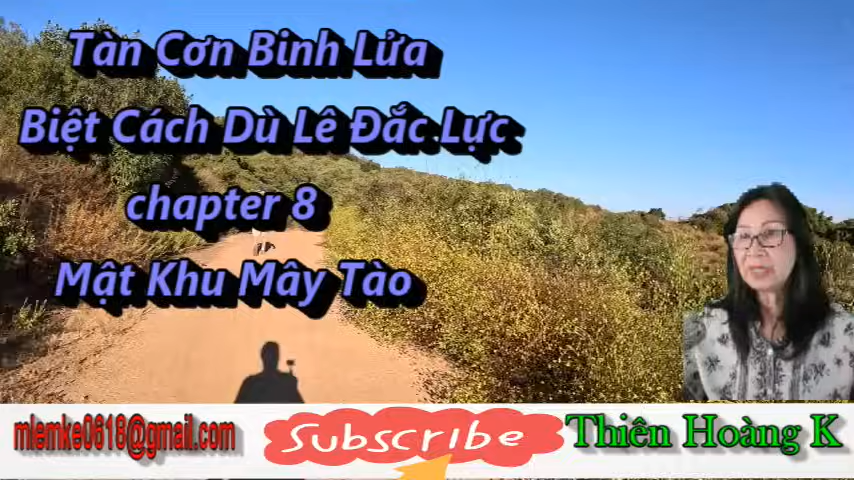 Tàn Cơn Binh Lửa
Biệt Cách Dù Lê Đắc Lực
chapter 8
Mật Khu Mây Tào
mlemke0618@gmail.com
Subscribe
Thiên Hoàng K